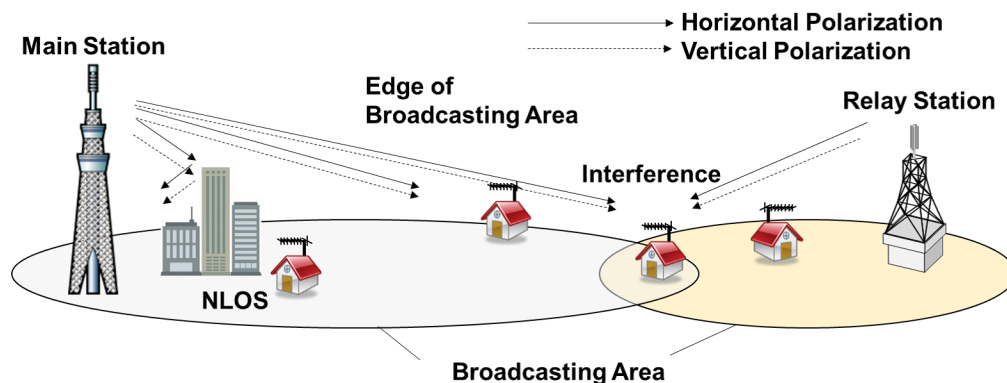 Horizontal Polarization
Vertical Polarization
Main Station
Edge of
Broadcasting Area
Relay Station
Interference
NLOS
Broadcasting Area